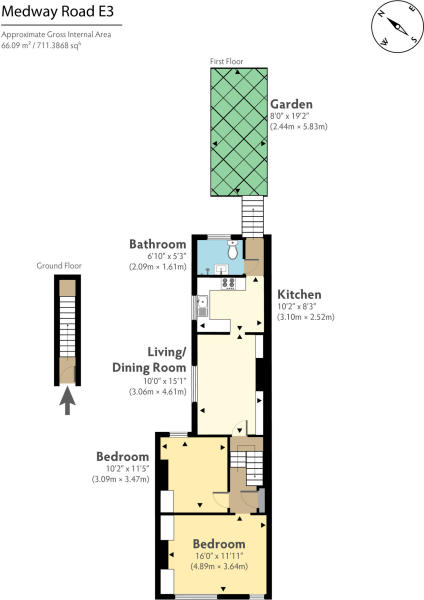 Medway Road E3
Approximate Gross Internal Area
66.09 m² / 711.3868 sqᶠᵗ
N
E
W
S
First Floor
Garden
8'0" x 19'2"
(2.44m × 5.83m)
Bathroom
6'10" x 5'3"
(2.09m × 1.61m)
Ground Floor
Kitchen
10'2" x 8'3"
(3.10m × 2.52m)
Living/
Dining Room
10'0" x 15'1"
(3.06m × 4.61m)
Bedroom
10'2" x 11'5"
(3.09m × 3.47m)
Bedroom
16'0" x 11'11"
(4.89m × 3.64m)